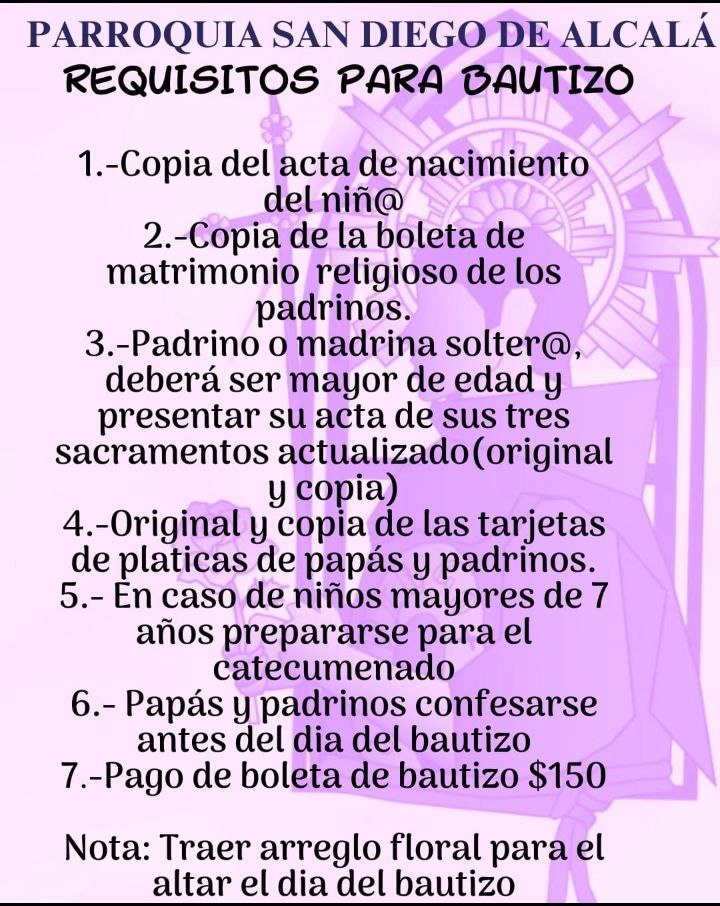 PARROQUIA SAN DIEGO DE ALCALÁ
REQUISITOS PARA BAUTIZO
1.-Copia del acta de nacimiento
del niñ@
2.-Copia de la boleta de
matrimonio religioso de los
padrinos.
3.-Padrino o madrina solter@,
deberá ser mayor de edad y
presentar su acta de sus tres
sacramentos actualizado(original
y copia)
4.-Original y copia de las tarjetas
de platicas de papás y padrinos.
5.- En caso de niños mayores de 7
años prepararse para el
catecumenado
6.- Papás y padrinos confesarse
antes del dia del bautizo
7.-Pago de boleta de bautizo $150
Nota: Traer arreglo floral para el
altar el dia del bautizo